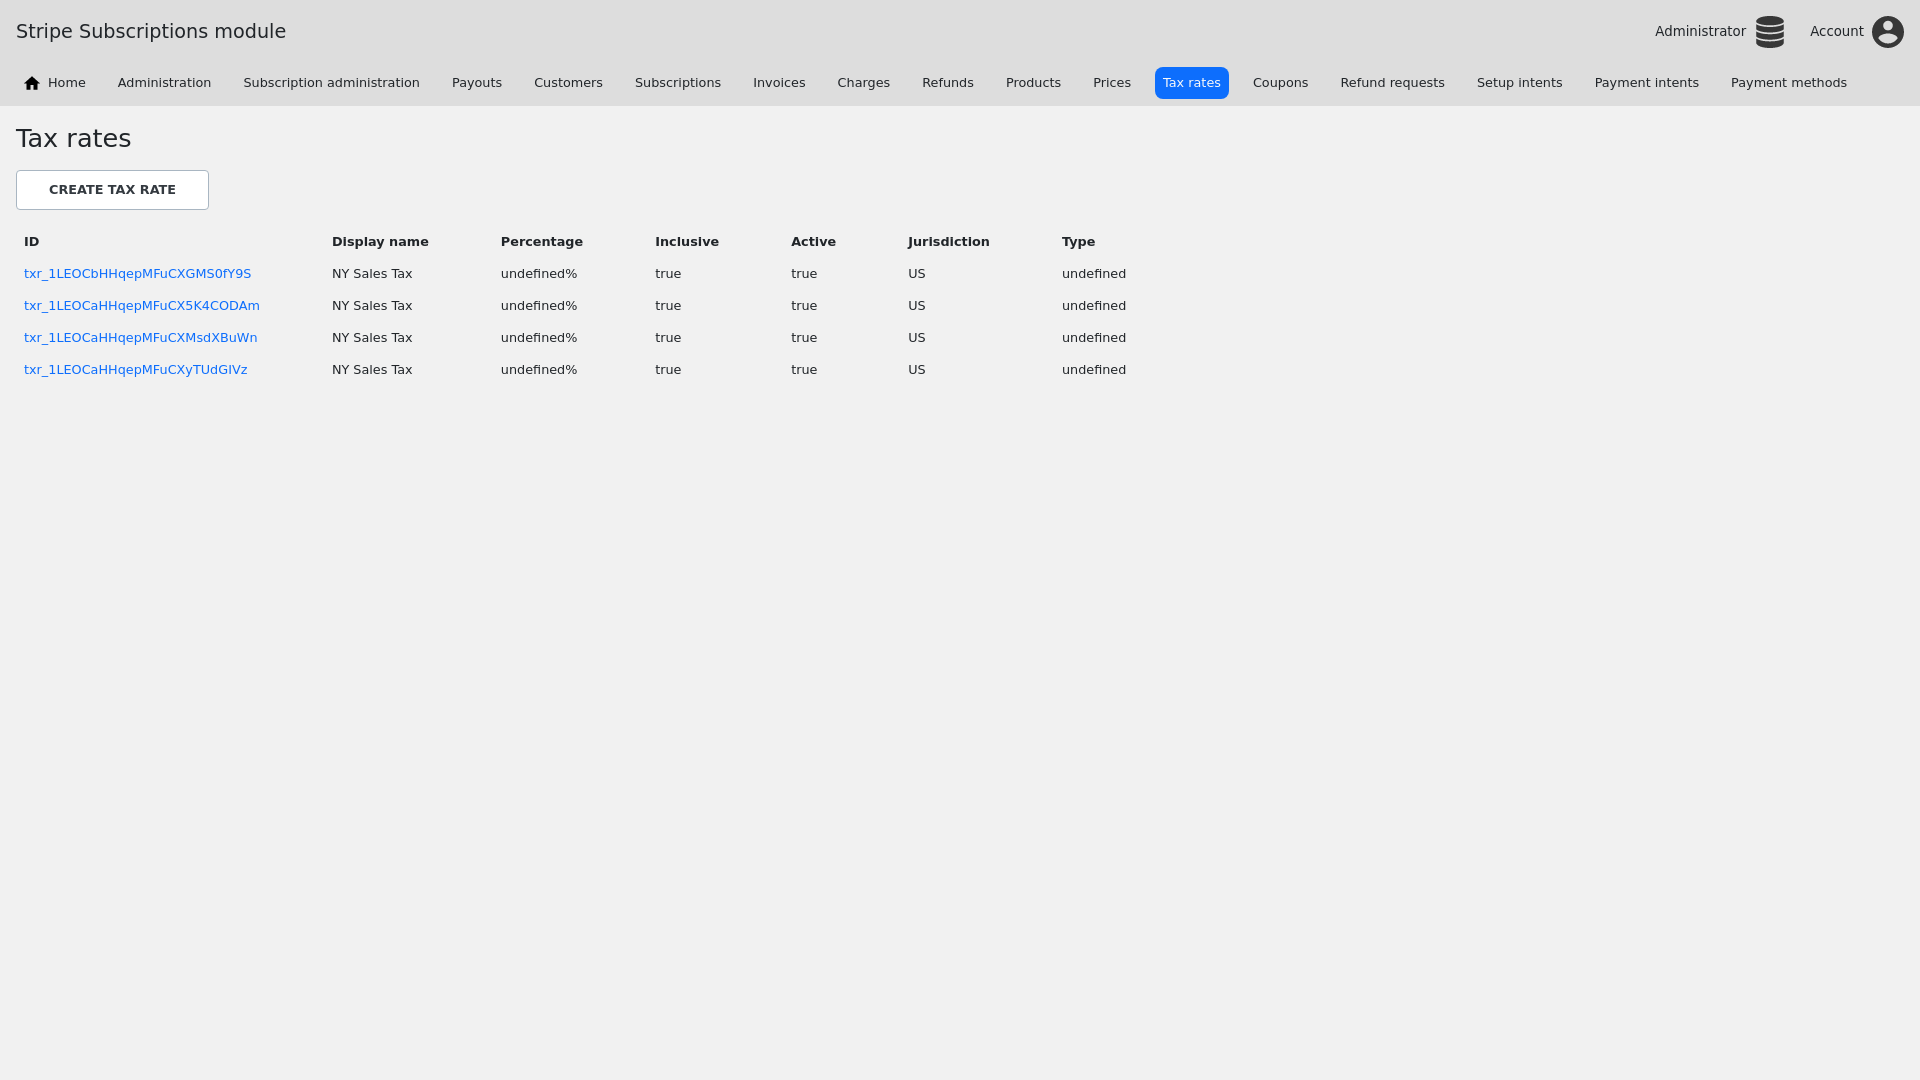 Stripe Subscriptions module
Administrator Account
Home Administration Subscription administration Payouts Customers Subscriptions Invoices Charges Refunds Products Prices Tax rates Coupons Refund requests Setup intents Payment intents Payment methods
Tax rates
CREATE TAX RATE
ID Display name Percentage Inclusive Active Jurisdiction Type
txr_1LEOCbHHqepMFuCXGMS0fY9S NY Sales Tax undefined% true true US undefined
txr_1LEOCaHHqepMFuCX5K4CODAm NY Sales Tax undefined% true true US undefined
txr_1LEOCaHHqepMFuCXMsdXBuWn NY Sales Tax undefined% true true US undefined
txr_1LEOCaHHqepMFuCXyTUdGIVz NY Sales Tax undefined% true true US undefined